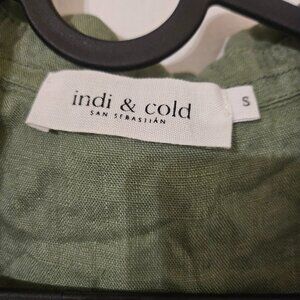 indi & cold
SAN SEBASTIÁN
S